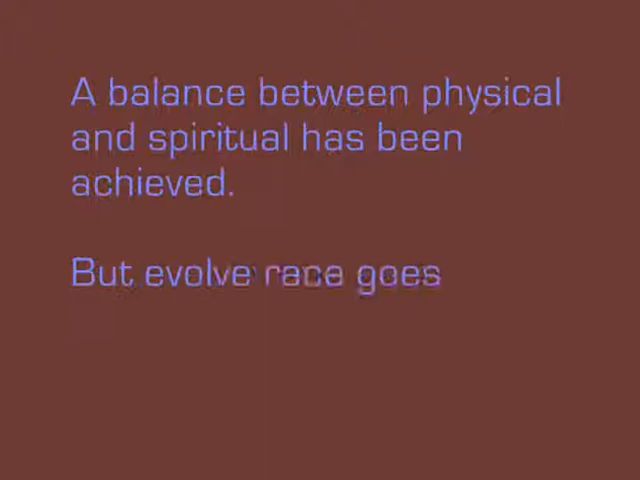 A balance between physical
and spiritual has been
achieved.
But evolve race goes